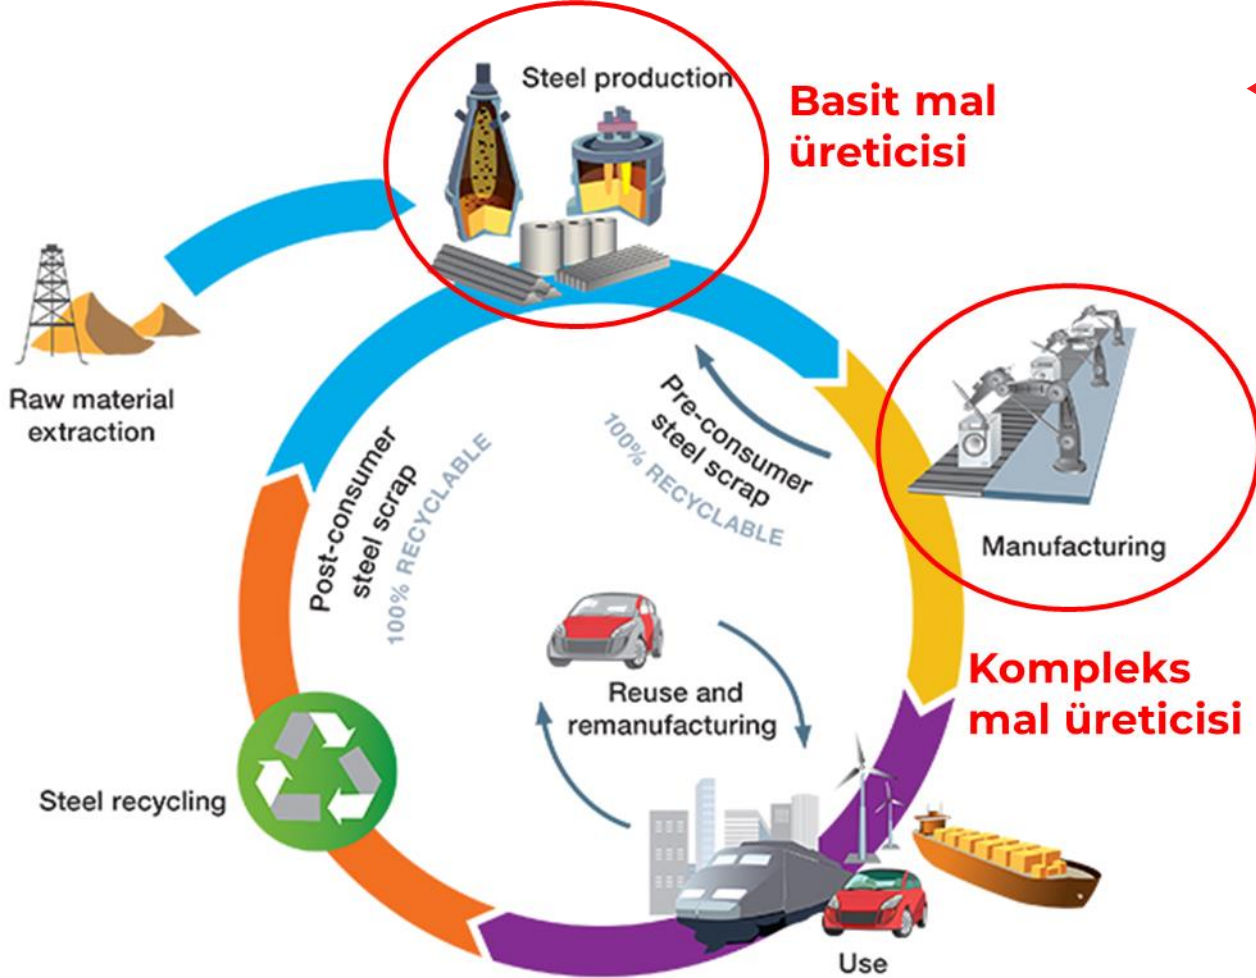 Steel production
Basit mal
üreticisi
Raw material
extraction
Pre-consumer
steel scrap
100% RECYCLABLE
Post-consumer
steel scrap
100% RECYCLABLE
Manufacturing
Kompleks
mal üreticisi
Reuse and
remanufacturing
Steel recycling
Use